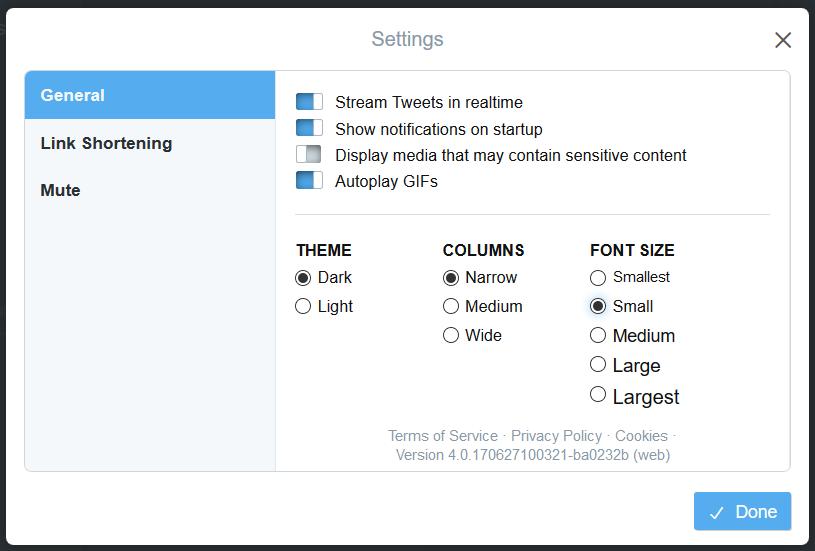 Settings
General
Link Shortening
Mute
Stream Tweets in realtime
Show notifications on startup
Display media that may contain sensitive content
Autoplay GIFs
THEME
Dark
Light
COLUMNS
Narrow
Medium
Wide
FONT SIZE
Smallest
Small
Medium
Large
Largest
Terms of Service · Privacy Policy · Cookies ·
Version 4.0.170627100321-ba0232b (web)
Done